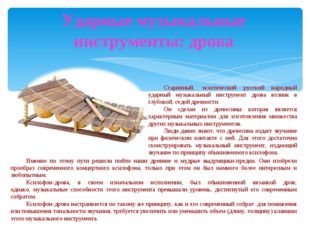 Ударные музыкальные
инструменты: дрова
Старинный, экзотический русский народный
ударный музыкальный инструмент дрова возник в
глубокой, седой древности.
Он сделан из древесины которая является
характерным материалом для изготовления множества
других музыкальных инструментов.
Люди давно знают, что древесина издает звучание
при физическом контакте с ней. Для этого достаточно
сконструировать музыкальный инструмент, издающий
звучание по принципу обыкновенного ксилофона.
Именно по этому пути решили пойти наши древние и мудрые выдумщики-предки. Они изобрели
прообраз современного концертного ксилофона, только при этом он был намного более интересным и
любопытным.
Ксилофон-дрова, в своем изначальном исполнении, был обыкновенной вязанкой дров,
однако, музыкальные способности этого инструмента превышали уровень, достигнутый его современным
собратом.
Ксилофон-дрова настраивается по такому же принципу, как и его современный собрат: для понижения
или повышения тональности звучания, требуется увеличить или уменьшить объем (длину, толщину) клавиши
этого музыкального инструмента.